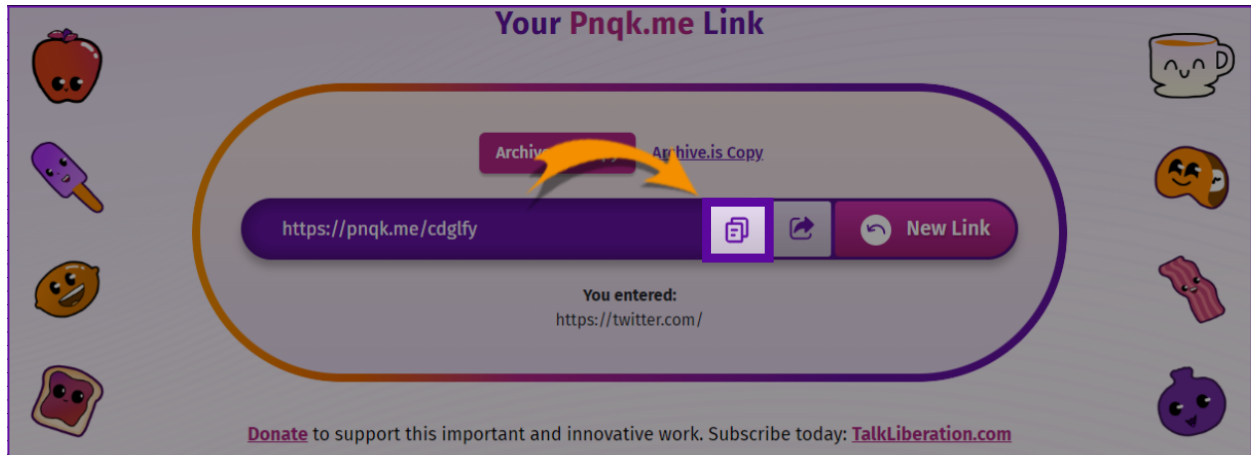 Your Pnqk.me Link
Archive.is Copy
https://pnqk.me/cdglfy
New Link
You entered:
https://twitter.com/
Donate to support this important and innovative work. Subscribe today: TalkLiberation.com